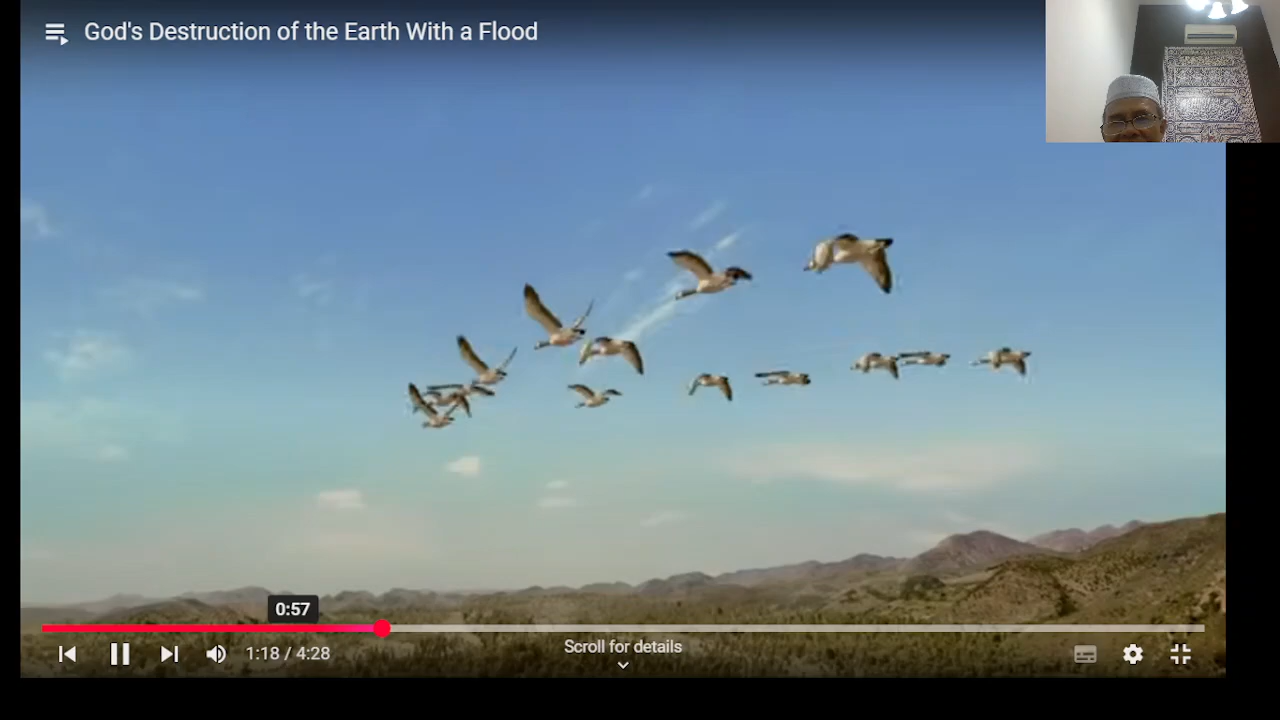 God's Destruction of the Earth With a Flood
0:57
1:18 / 4:28
Scroll for details